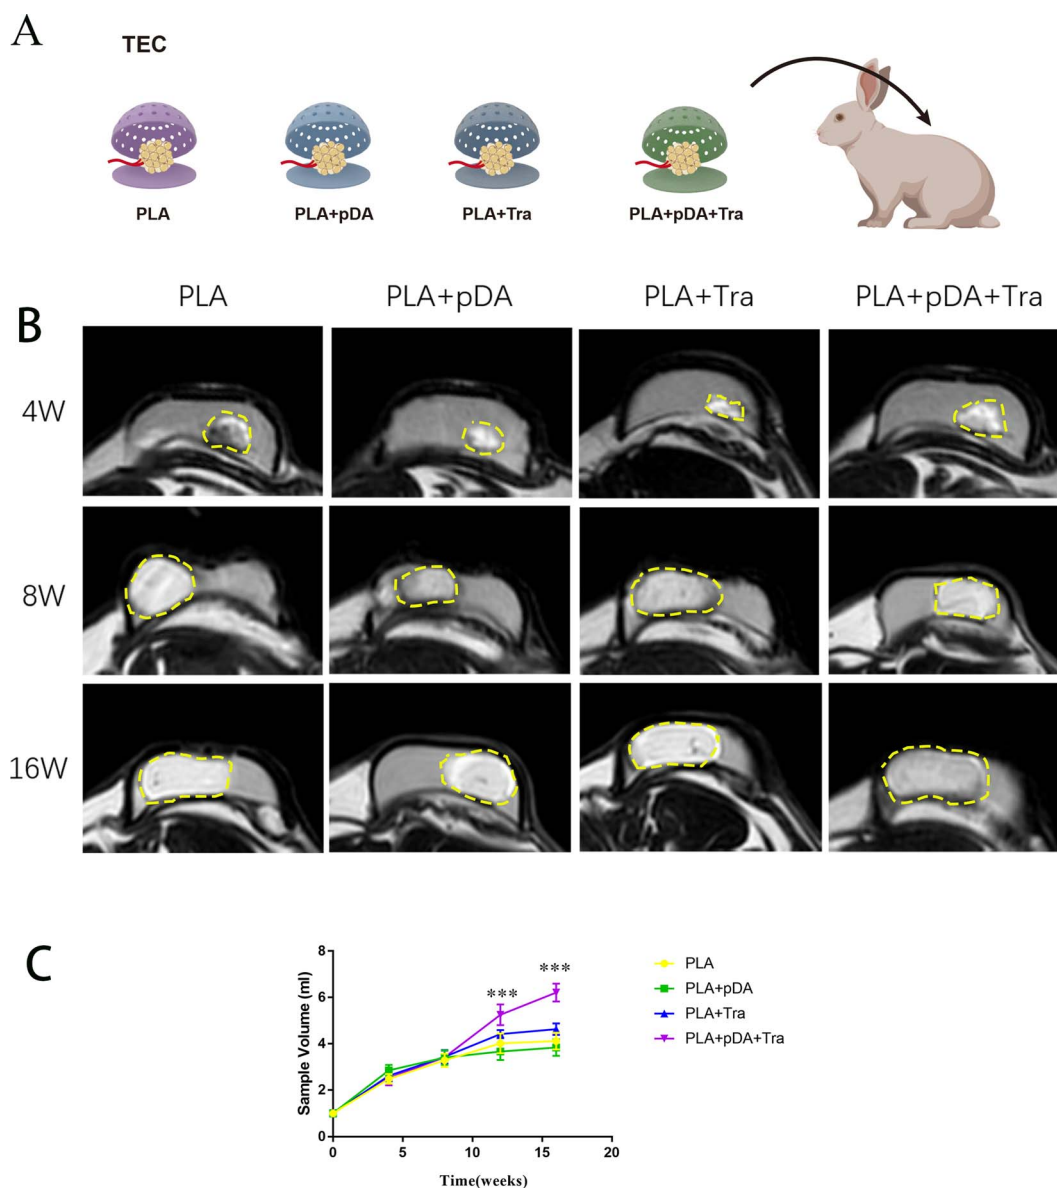 A
TEC
PLA PLA+pDA PLA+Tra PLA+pDA+Tra
B
PLA PLA+pDA PLA+Tra PLA+pDA+Tra
4W
8W
16W
C
Sample Volume (ml)
8
6
4
2
0
0 5 10 15 20
Time(weeks)
***
***
PLA
PLA+pDA
PLA+Tra
PLA+pDA+Tra